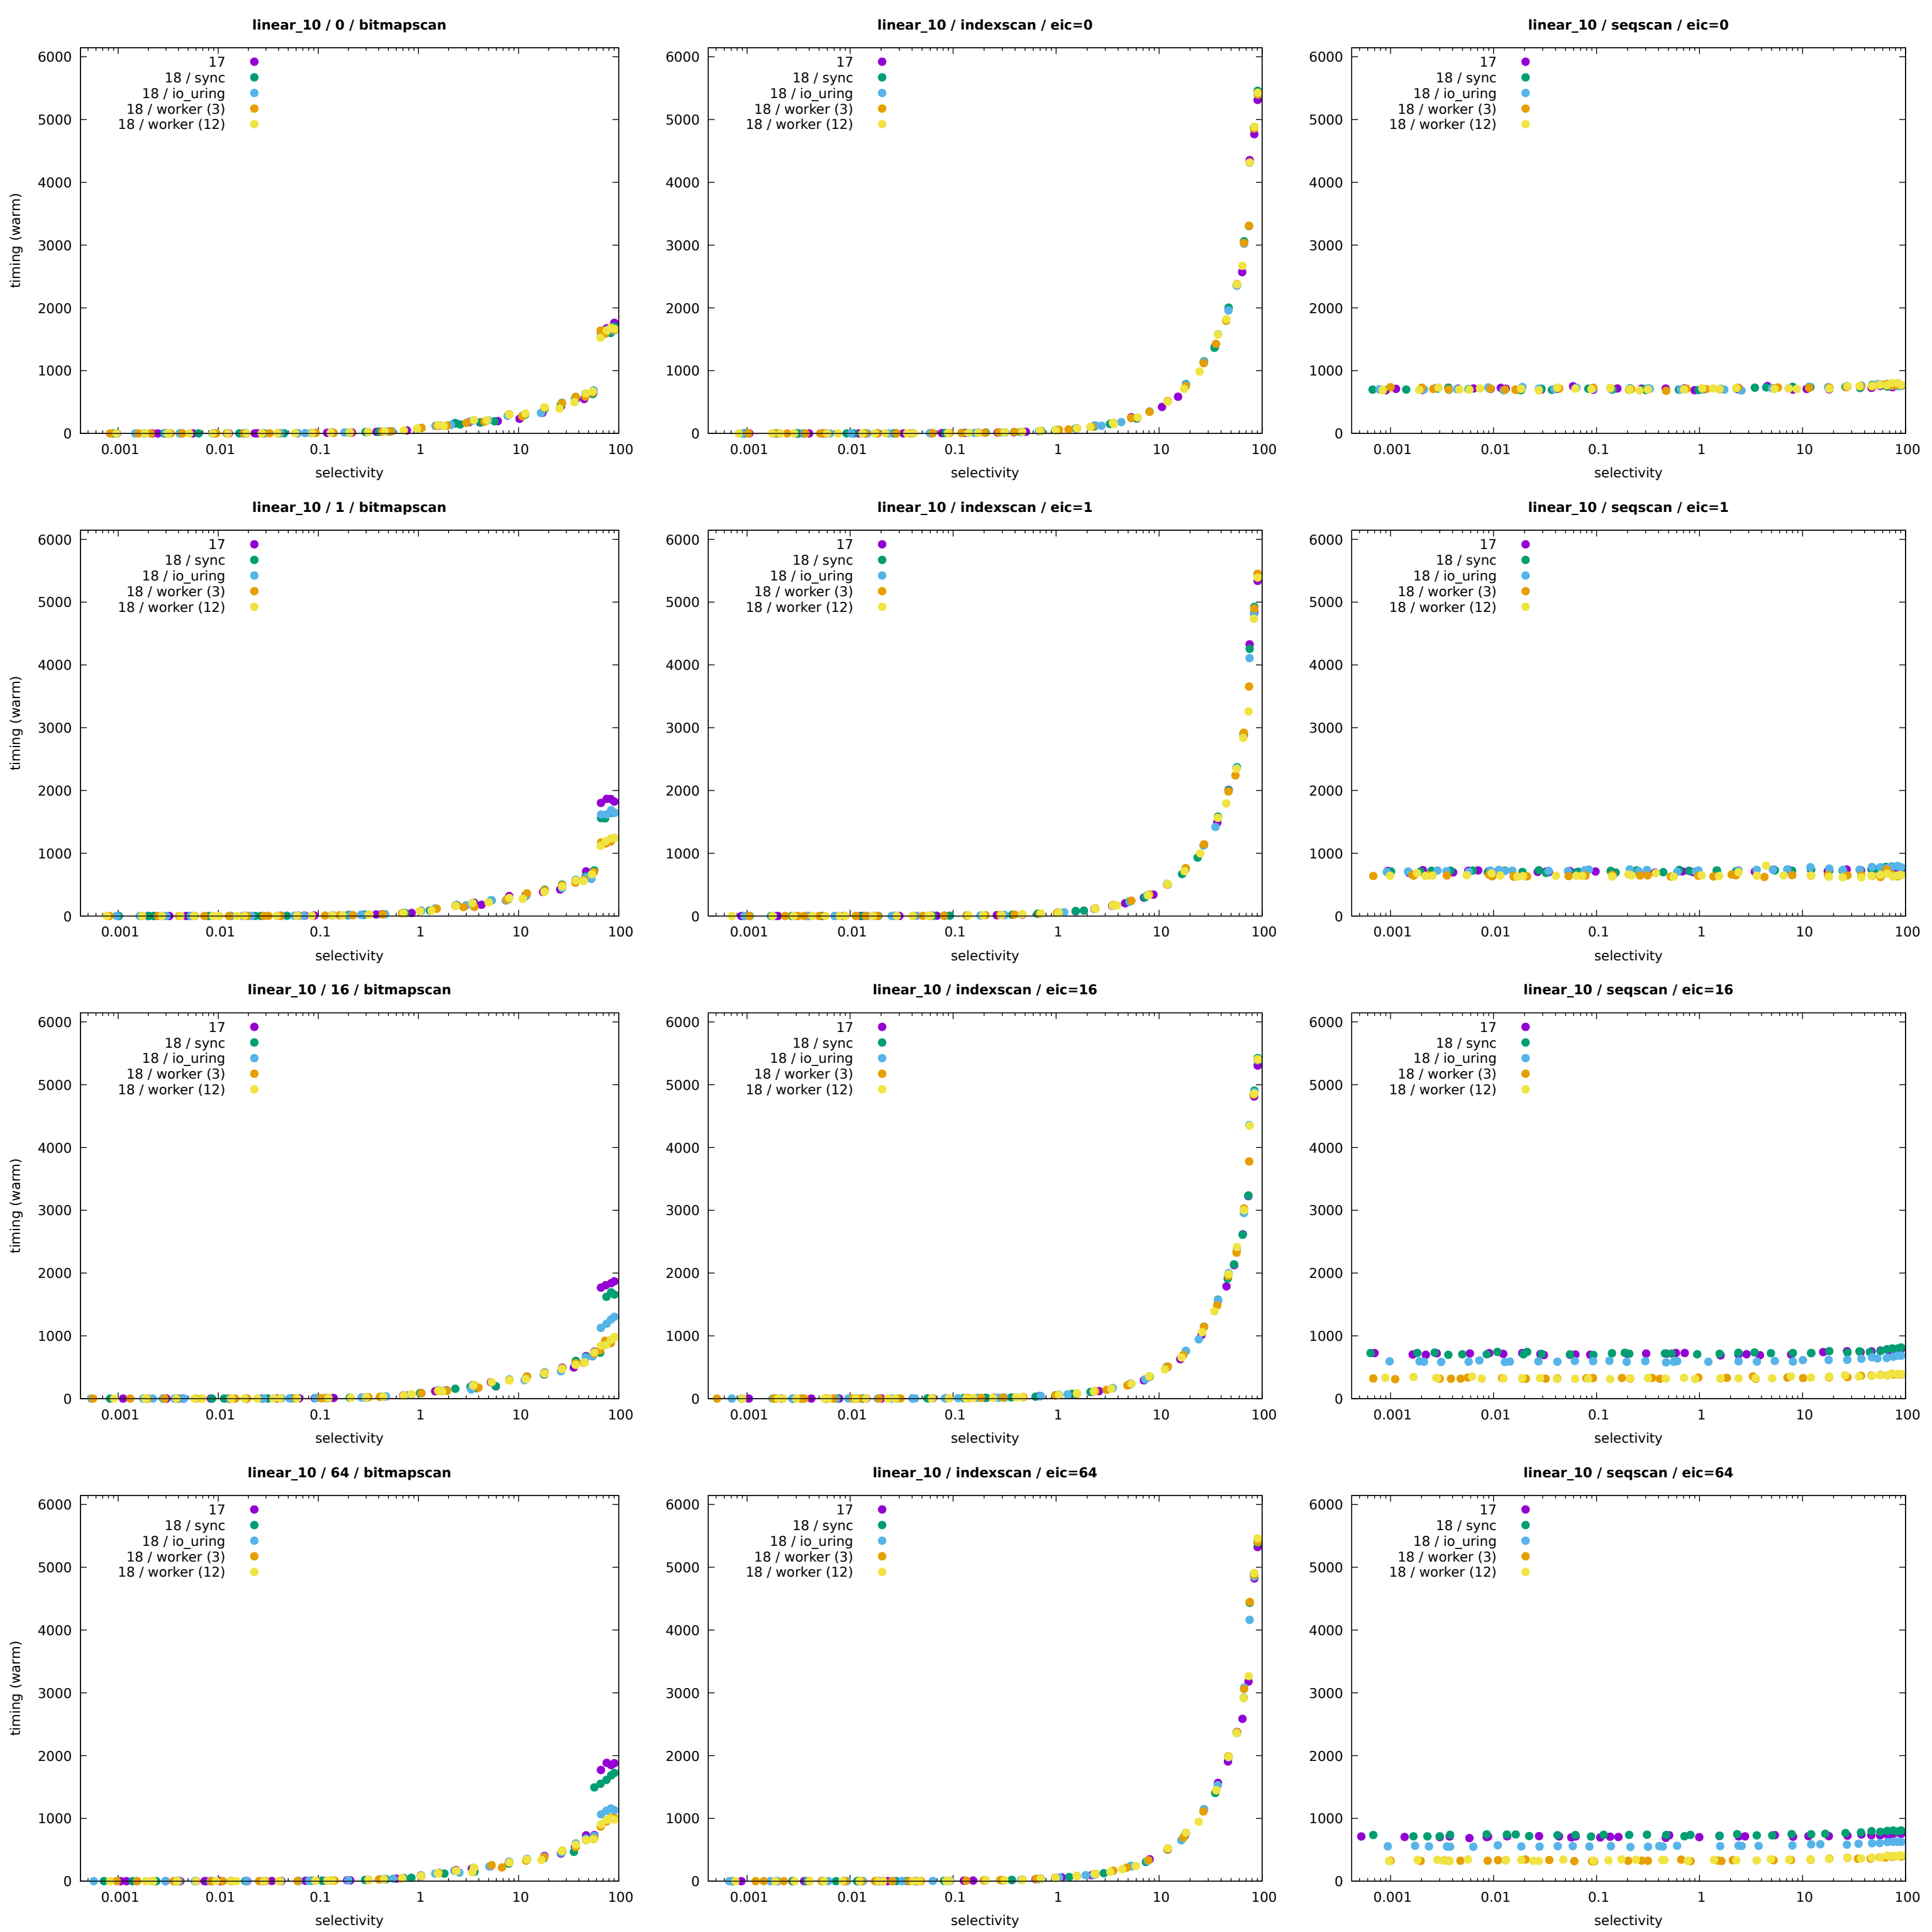 linear_10 / 0 / bitmapscan
timing (warm)
6000
5000
4000
3000
2000
1000
0
17
18 / sync
18 / io_uring
18 / worker (3)
18 / worker (12)
0.001 0.01 0.1 1 10 100
selectivity
linear_10 / indexscan / eic=0
6000
5000
4000
3000
2000
1000
0
17
18 / sync
18 / io_uring
18 / worker (3)
18 / worker (12)
0.001 0.01 0.1 1 10 100
selectivity
linear_10 / seqscan / eic=0
6000
5000
4000
3000
2000
1000
0
17
18 / sync
18 / io_uring
18 / worker (3)
18 / worker (12)
0.001 0.01 0.1 1 10 100
selectivity
linear_10 / 1 / bitmapscan
timing (warm)
6000
5000
4000
3000
2000
1000
0
17
18 / sync
18 / io_uring
18 / worker (3)
18 / worker (12)
0.001 0.01 0.1 1 10 100
selectivity
linear_10 / indexscan / eic=1
6000
5000
4000
3000
2000
1000
0
17
18 / sync
18 / io_uring
18 / worker (3)
18 / worker (12)
0.001 0.01 0.1 1 10 100
selectivity
linear_10 / seqscan / eic=1
6000
5000
4000
3000
2000
1000
0
17
18 / sync
18 / io_uring
18 / worker (3)
18 / worker (12)
0.001 0.01 0.1 1 10 100
selectivity
linear_10 / 16 / bitmapscan
timing (warm)
6000
5000
4000
3000
2000
1000
0
17
18 / sync
18 / io_uring
18 / worker (3)
18 / worker (12)
0.001 0.01 0.1 1 10 100
selectivity
linear_10 / indexscan / eic=16
6000
5000
4000
3000
2000
1000
0
17
18 / sync
18 / io_uring
18 / worker (3)
18 / worker (12)
0.001 0.01 0.1 1 10 100
selectivity
linear_10 / seqscan / eic=16
6000
5000
4000
3000
2000
1000
0
17
18 / sync
18 / io_uring
18 / worker (3)
18 / worker (12)
0.001 0.01 0.1 1 10 100
selectivity
linear_10 / 64 / bitmapscan
timing (warm)
6000
5000
4000
3000
2000
1000
0
17
18 / sync
18 / io_uring
18 / worker (3)
18 / worker (12)
0.001 0.01 0.1 1 10 100
selectivity
linear_10 / indexscan / eic=64
6000
5000
4000
3000
2000
1000
0
17
18 / sync
18 / io_uring
18 / worker (3)
18 / worker (12)
0.001 0.01 0.1 1 10 100
selectivity
linear_10 / seqscan / eic=64
6000
5000
4000
3000
2000
1000
0
17
18 / sync
18 / io_uring
18 / worker (3)
18 / worker (12)
0.001 0.01 0.1 1 10 100
selectivity